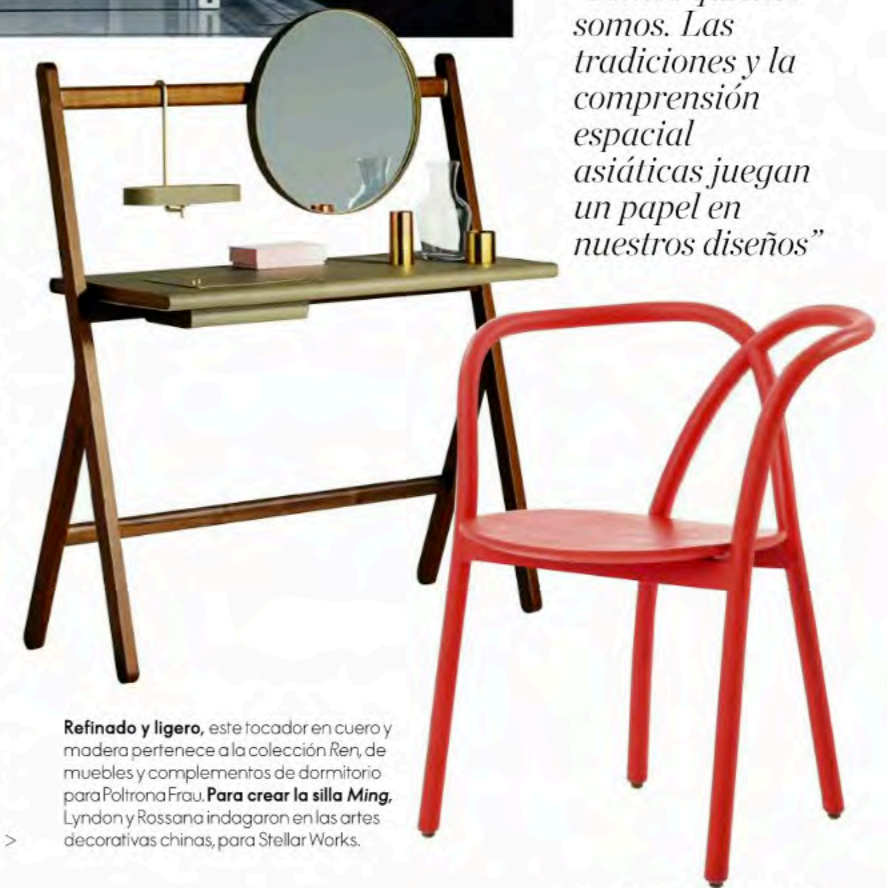 somos. Las
tradiciones y la
comprensión
espacial
asiáticas juegan
un papel en
nuestros diseños”
Refinado y ligero, este tocador en cuero y
madera pertenece a la colección Ren, de
muebles y complementos de dormitorio
para Poltrona Frau. Para crear la silla Ming,
Lyndon y Rossana indagaron en las artes
decorativas chinas, para Stellar Works.
>